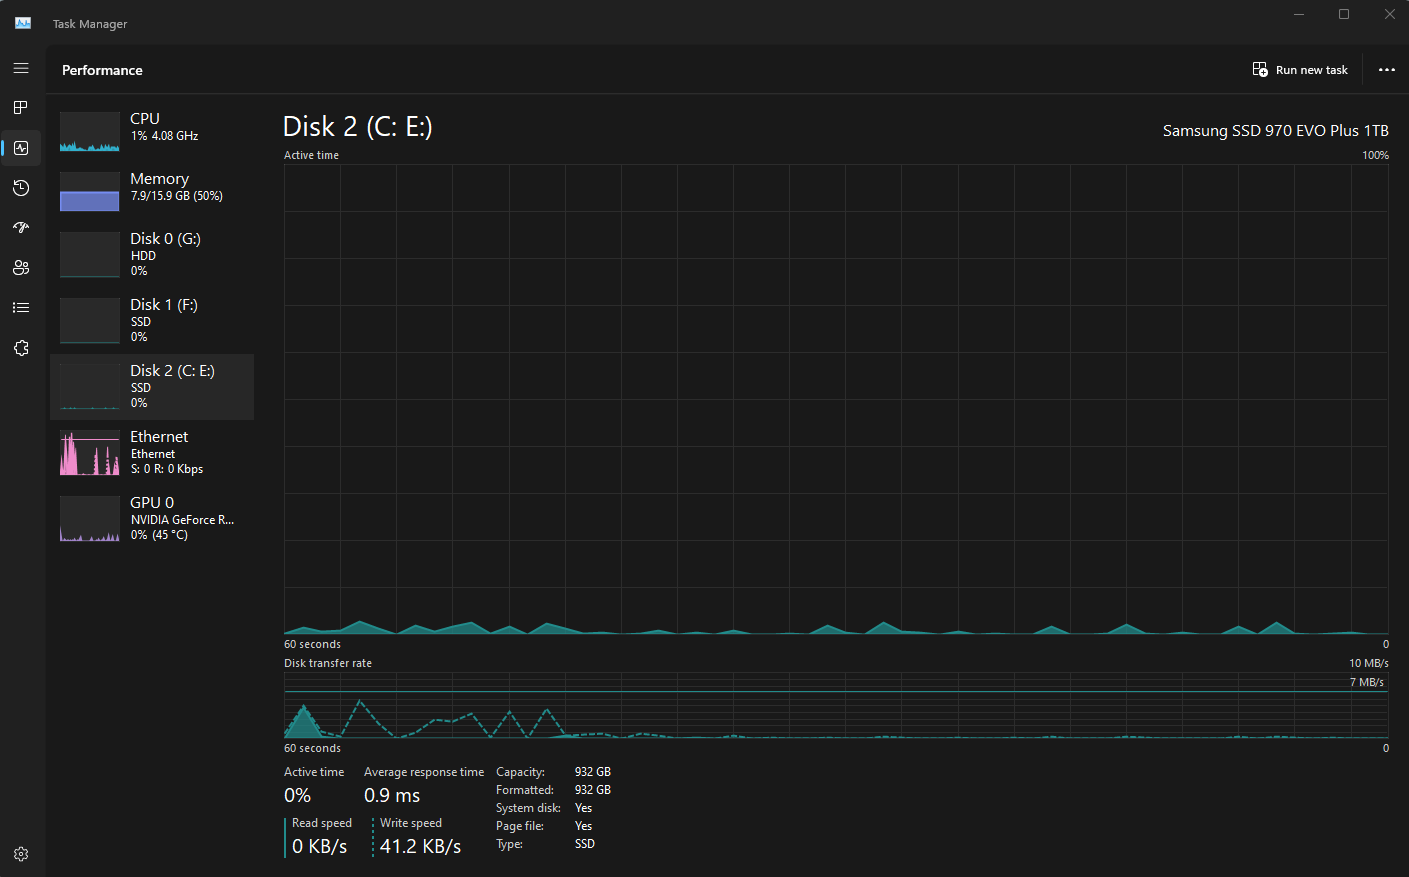 Task Manager
Performance
Run new task
CPU
1% 4.08 GHz
Memory
7.9/15.9 GB (50%)
Disk 0 (G:)
HDD
0%
Disk 1 (F:)
SSD
0%
Disk 2 (C: E:)
SSD
0%
Ethernet
Ethernet
S: 0 R: 0 Kbps
GPU 0
NVIDIA GeForce R...
0% (45 °C)
Disk 2 (C: E:)
Samsung SSD 970 EVO Plus 1TB
Active time
100%
60 seconds
0
Disk transfer rate
10 MB/s
7 MB/s
60 seconds
0
Active time
0%
Average response time
0.9 ms
Read speed
0 KB/s
Write speed
41.2 KB/s
Capacity: 932 GB
Formatted: 932 GB
System disk: Yes
Page file: Yes
Type: SSD